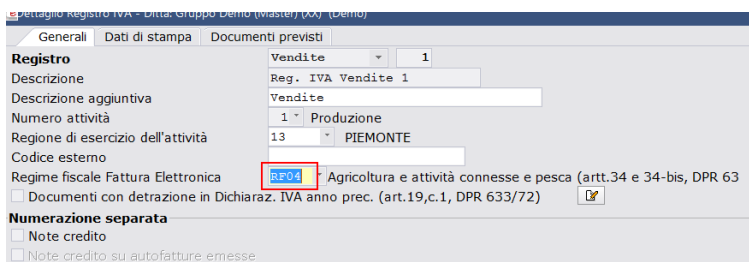 Dettaglio Registro IVA - Ditta: Gruppo Demo (Master) (XX) (Demo)
Generali Dati di stampa Documenti previsti
Registro Vendite 1
Descrizione Reg. IVA Vendite 1
Descrizione aggiuntiva Vendite
Numero attività 1 Produzione
Regione di esercizio dell'attività 13 PIEMONTE
Codice esterno
Regime fiscale Fattura Elettronica RF04 Agricoltura e attività connesse e pesca (artt.34 e 34-bis, DPR 63
Documenti con detrazione in Dichiaraz. IVA anno prec. (art.19,c.1, DPR 633/72)
Numerazione separata
Note credito
Note credito su autofatture emesse